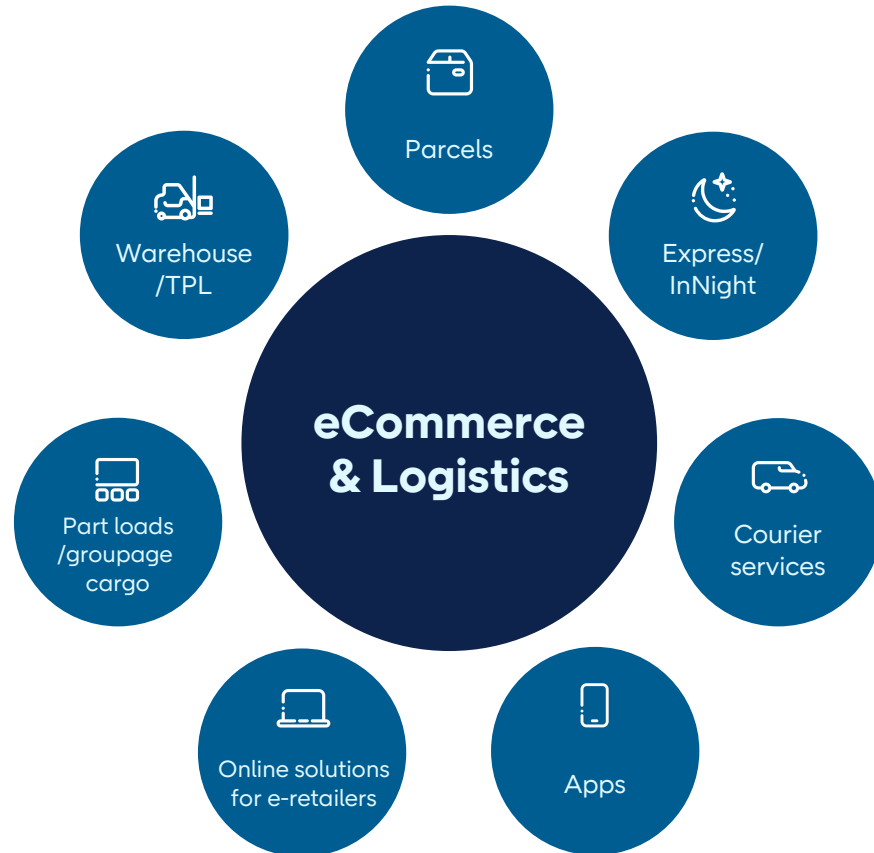 Parcels
Express/
InNight
Warehouse
/TPL
eCommerce
& Logistics
Part loads
/groupage
cargo
Courier
services
Online solutions
for e-retailers
Apps